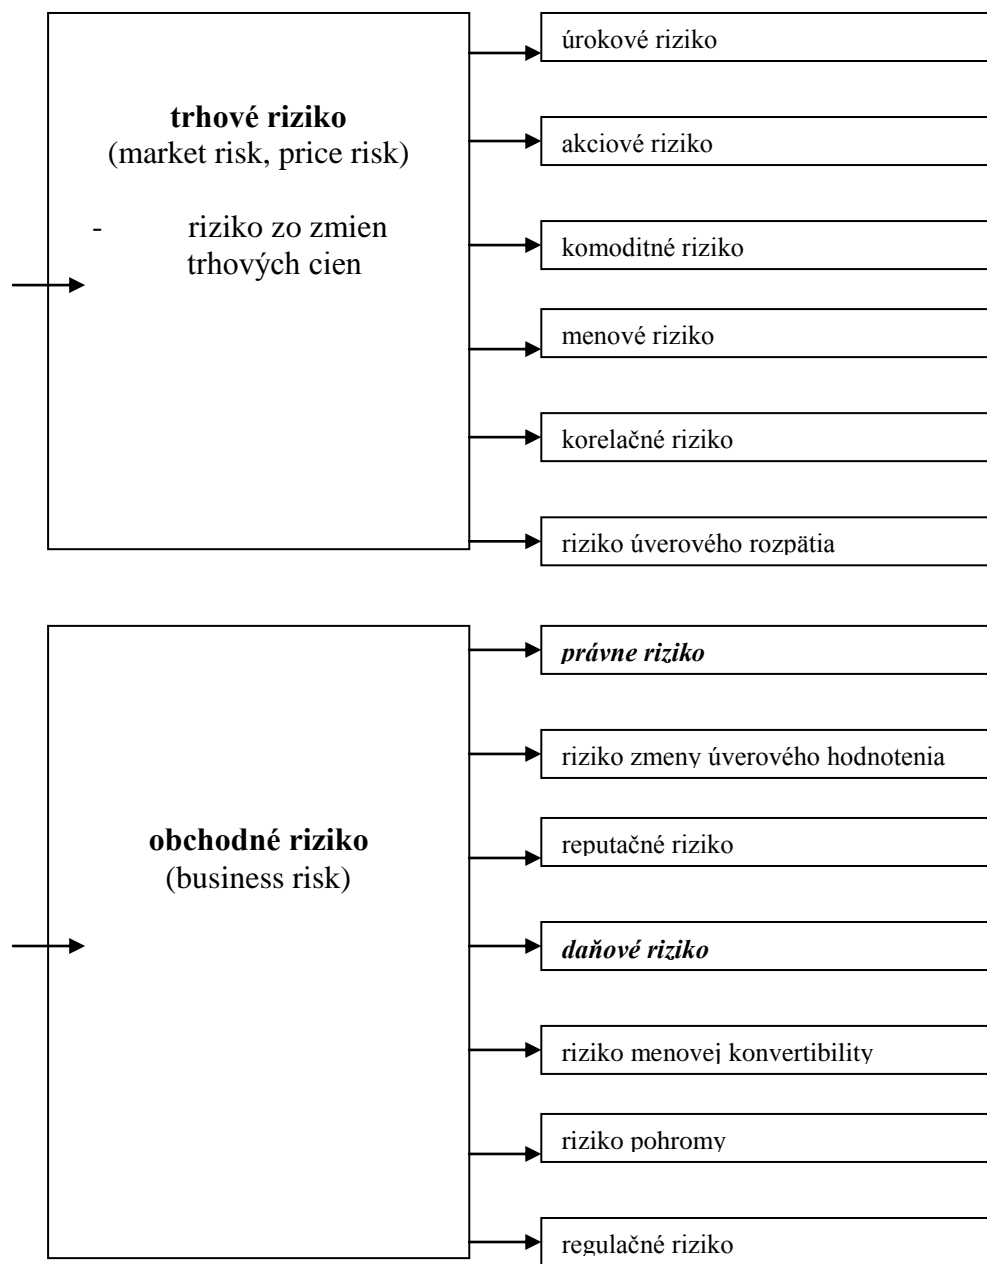 úrokové riziko
trhové riziko
(market risk, price risk)
akciové riziko
- riziko zo zmien
trhových cien
komoditné riziko
menové riziko
korelačné riziko
riziko úverového rozpätia
právne riziko
riziko zmeny úverového hodnotenia
obchodné riziko
(business risk)
reputačné riziko
daňové riziko
riziko menovej konvertibility
riziko pohromy
regulačné riziko